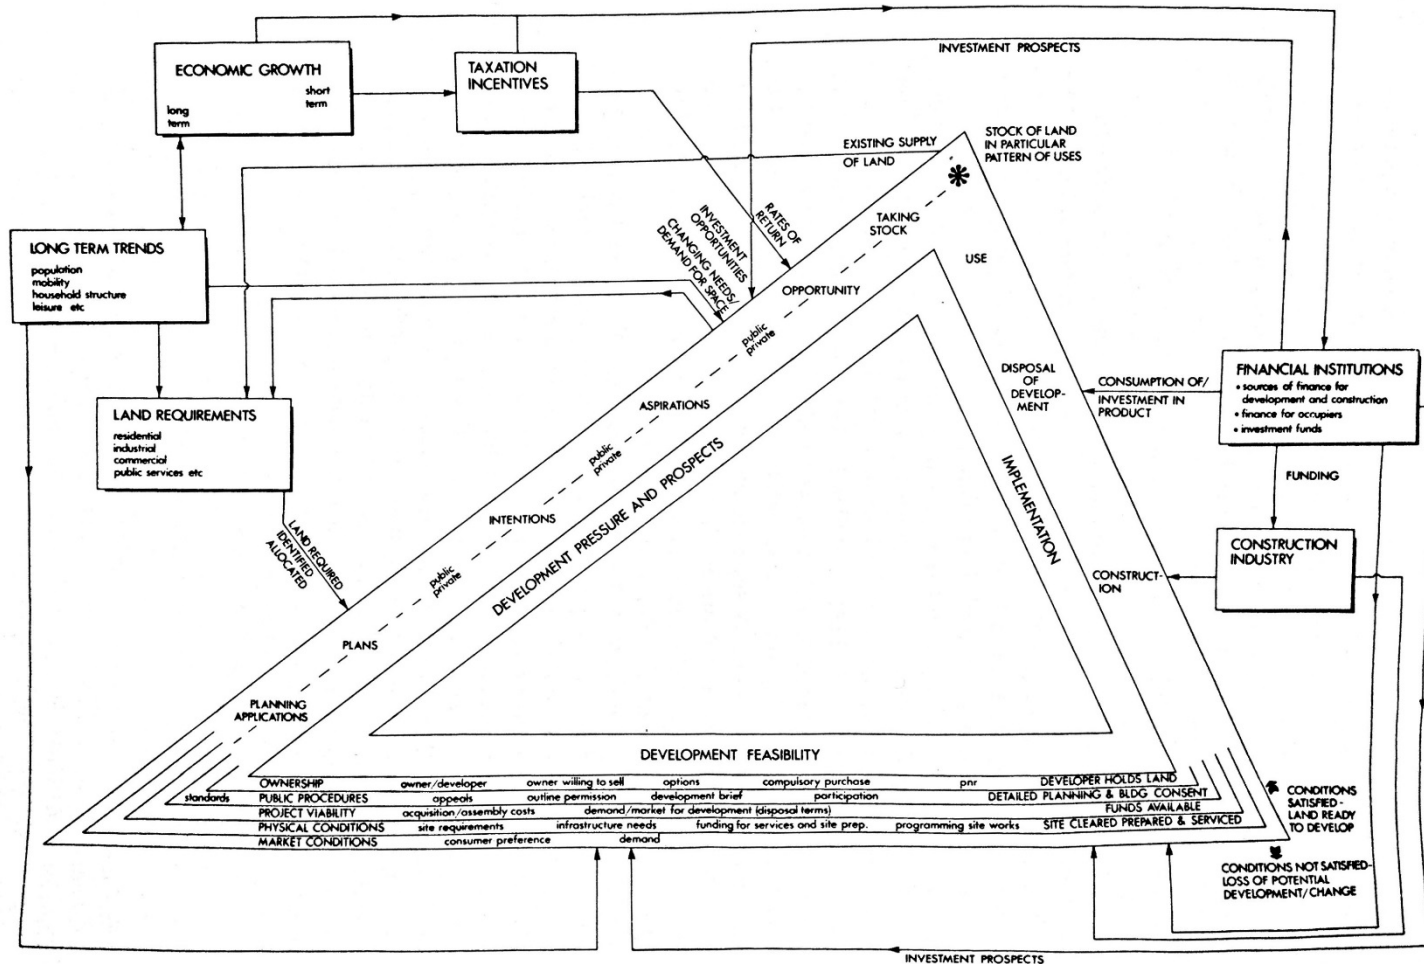 ECONOMIC GROWTH
short
term
long
term
TAXATION
INCENTIVES
INVESTMENT PROSPECTS
EXISTING SUPPLY
OF LAND
STOCK OF LAND
IN PARTICULAR
PATTERN OF USES
LONG TERM TRENDS
population
mobility
household structure
leisure etc
RATES OF
RETURN
INVESTMENT
OPPORTUNITIES
CHANGING NEEDS/
DEMAND FOR SPACE
TAKING
STOCK
USE
OPPORTUNITY
public
private
LAND REQUIREMENTS
residential
industrial
commercial
public services etc
ASPIRATIONS
public
private
DISPOSAL
OF
DEVELOP-
MENT
CONSUMPTION OF/
INVESTMENT IN
PRODUCT
FINANCIAL INSTITUTIONS
• sources of finance for
development and construction
• finance for occupiers
• investment funds
FUNDING
IMPLEMENTATION
DEVELOPMENT PRESSURE AND PROSPECTS
INTENTIONS
public
private
LAND REQUIRED
IDENTIFIED
ALLOCATED
CONSTRUCTION
INDUSTRY
CONSTRUCT-
ION
PLANS
PLANNING
APPLICATIONS
DEVELOPMENT FEASIBILITY
OWNERSHIP owner/developer owner willing to sell options compulsory purchase pnr DEVELOPER HOLDS LAND
standards PUBLIC PROCEDURES appeals outline permission development brief participation DETAILED PLANNING & BLDG CONSENT
PROJECT VIABILITY acquisition/assembly costs demand/market for development (disposal terms) FUNDS AVAILABLE
PHYSICAL CONDITIONS site requirements infrastructure needs funding for services and site prep. programming site works SITE CLEARED PREPARED & SERVICED
MARKET CONDITIONS consumer preference demand
CONDITIONS
SATISFIED-
LAND READY
TO DEVELOP
CONDITIONS NOT SATISFIED-
LOSS OF POTENTIAL
DEVELOPMENT/CHANGE
INVESTMENT PROSPECTS